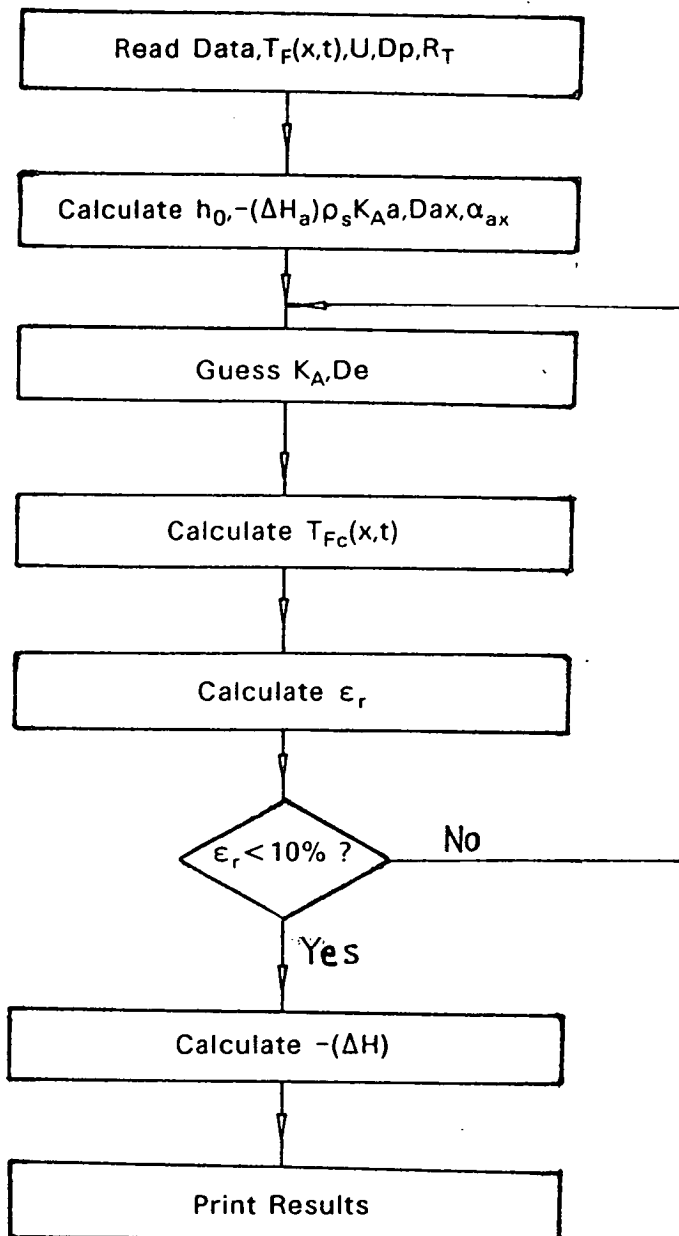 Read Data,T_F(x,t),U,Dp,R_T
Calculate h₀,-(ΔH_a)ρ_sK_Aa,Dax,α_ax
Guess K_A,De
Calculate T_Fc(x,t)
Calculate ε_r
ε_r<10% ?
No
Yes
Calculate -(ΔH)
Print Results